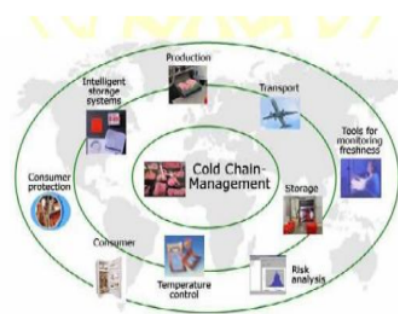 Production
Intelligent
storage
systems
Transport
Tools for
monitoring
freshness
Cold Chain-
Management
Consumer
protection
Storage
Consumer
Temperature
control
Risk
analysis